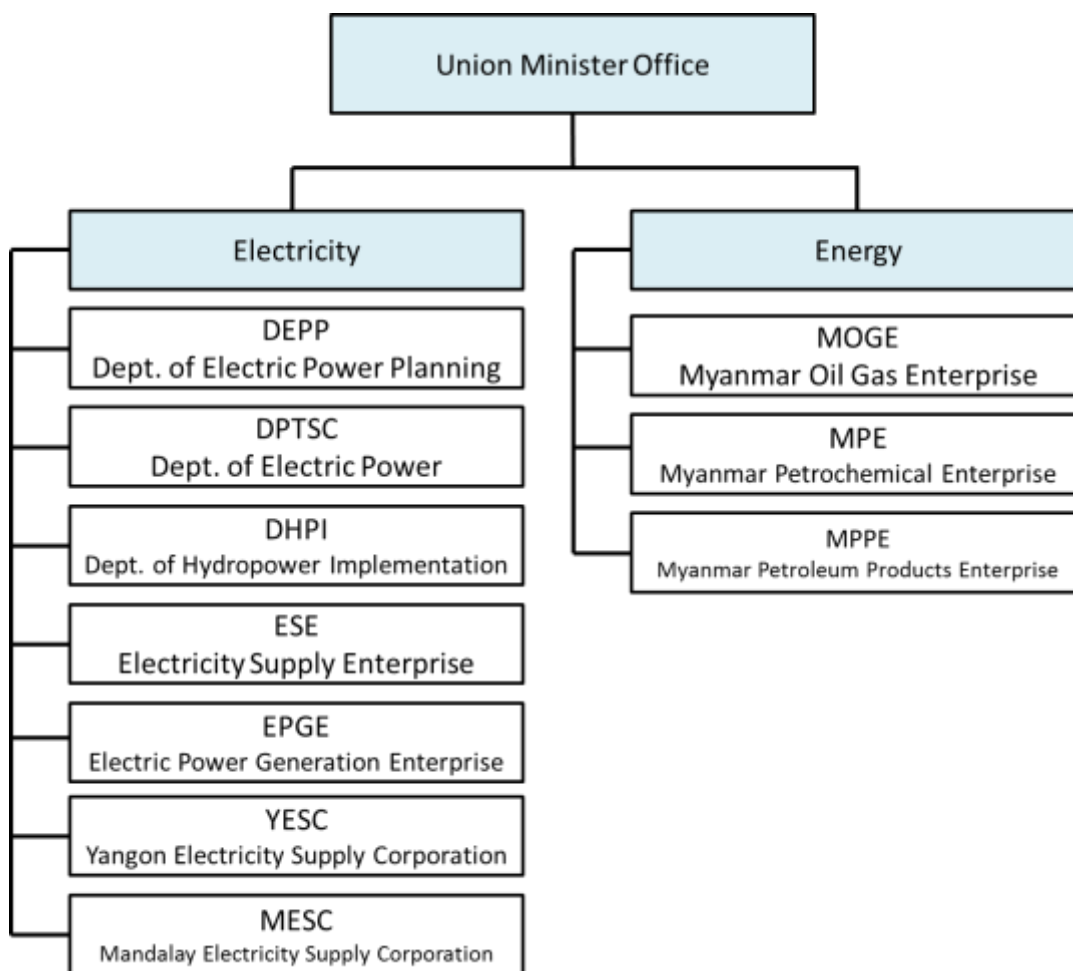 Union Minister Office
Electricity
DEPP
Dept. of Electric Power Planning
DPTSC
Dept. of Electric Power
DHPI
Dept. of Hydropower Implementation
ESE
Electricity Supply Enterprise
EPGE
Electric Power Generation Enterprise
YESC
Yangon Electricity Supply Corporation
MESC
Mandalay Electricity Supply Corporation
Energy
MOGE
Myanmar Oil Gas Enterprise
MPE
Myanmar Petrochemical Enterprise
MPPE
Myanmar Petroleum Products Enterprise